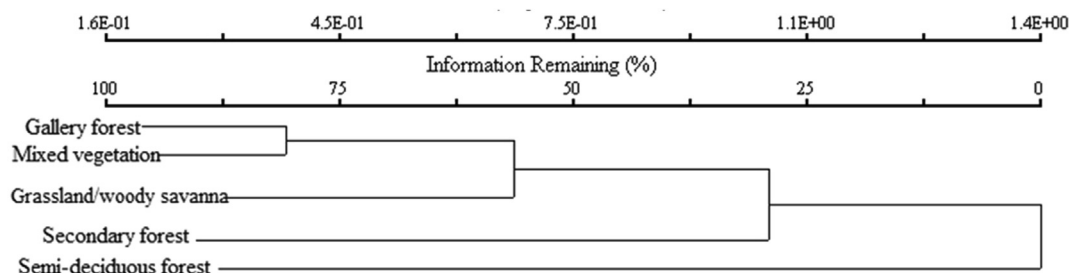 1.6E-01 4.5E-01 7.5E-01 1.1E+00 1.4E+00
Information Remaining (%)
100 75 50 25 0
Gallery forest
Mixed vegetation
Grassland/woody savanna
Secondary forest
Semi-deciduous forest